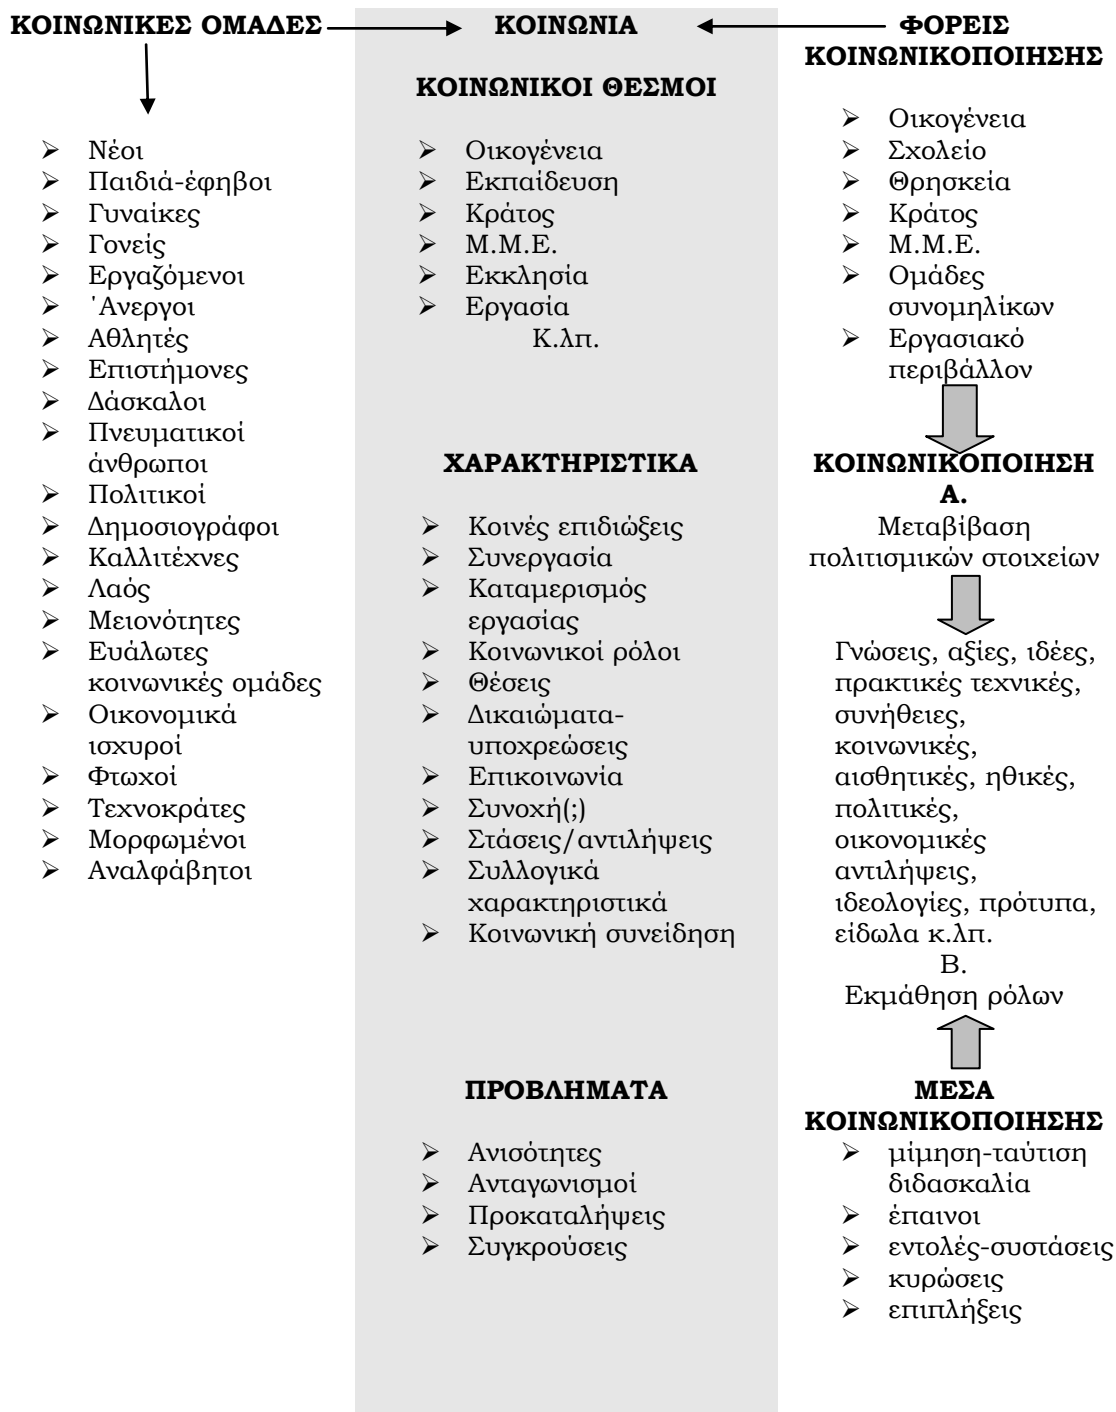 ΚΟΙΝΩΝΙΚΕΣ ΟΜΑΔΕΣ
Νέοι
Παιδιά-έφηβοι
Γυναίκες
Γονείς
Εργαζόμενοι
΄Ανεργοι
Αθλητές
Επιστήμονες
Δάσκαλοι
Πνευματικοί
άνθρωποι
Πολιτικοί
Δημοσιογράφοι
Καλλιτέχνες
Λαός
Μειονότητες
Ευάλωτες
κοινωνικές ομάδες
Οικονομικά
ισχυροί
Φτωχοί
Τεχνοκράτες
Μορφωμένοι
Αναλφάβητοι
ΚΟΙΝΩΝΙΑ
ΚΟΙΝΩΝΙΚΟΙ ΘΕΣΜΟΙ
Οικογένεια
Εκπαίδευση
Κράτος
Μ.Μ.Ε.
Εκκλησία
Εργασία
Κ.λπ.
ΧΑΡΑΚΤΗΡΙΣΤΙΚΑ
Κοινές επιδιώξεις
Συνεργασία
Καταμερισμός
εργασίας
Κοινωνικοί ρόλοι
Θέσεις
Δικαιώματα-
υποχρεώσεις
Επικοινωνία
Συνοχή(;)
Στάσεις/αντιλήψεις
Συλλογικά
χαρακτηριστικά
Κοινωνική συνείδηση
ΠΡΟΒΛΗΜΑΤΑ
Ανισότητες
Ανταγωνισμοί
Προκαταλήψεις
Συγκρούσεις
ΦΟΡΕΙΣ
ΚΟΙΝΩΝΙΚΟΠΟΙΗΣΗΣ
Οικογένεια
Σχολείο
Θρησκεία
Κράτος
Μ.Μ.Ε.
Ομάδες
συνομηλίκων
Εργασιακό
περιβάλλον
ΚΟΙΝΩΝΙΚΟΠΟΙΗΣΗ
Α.
Μεταβίβαση
πολιτισμικών στοιχείων
Γνώσεις, αξίες, ιδέες,
πρακτικές τεχνικές,
συνήθειες,
κοινωνικές,
αισθητικές, ηθικές,
πολιτικές,
οικονομικές
αντιλήψεις,
ιδεολογίες, πρότυπα,
είδωλα κ.λπ.
Β.
Εκμάθηση ρόλων
ΜΕΣΑ
ΚΟΙΝΩΝΙΚΟΠΟΙΗΣΗΣ
μίμηση-ταύτιση
διδασκαλία
έπαινοι
εντολές-συστάσεις
κυρώσεις
επιπλήξεις